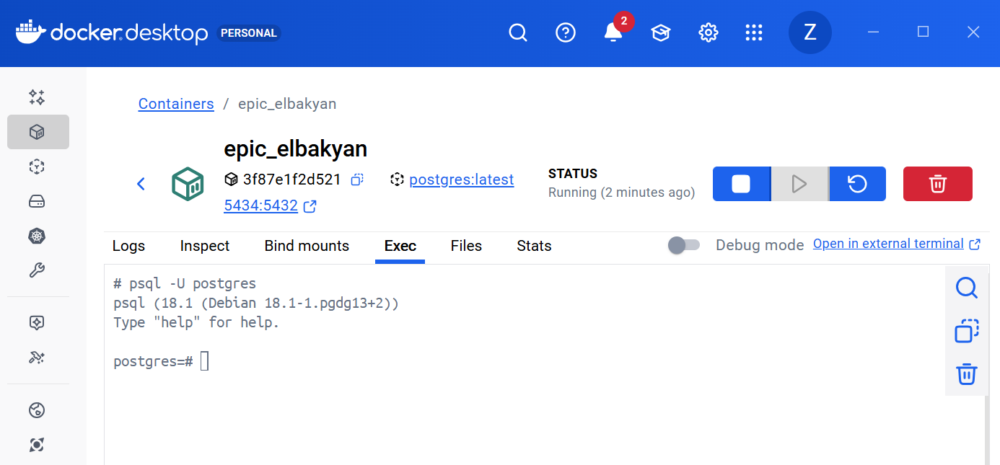 docker.desktop PERSONAL
2
Z
Containers / epic_elbakyan
epic_elbakyan
3f87e1f2d521
postgres:latest
5434:5432
STATUS
Running (2 minutes ago)
Logs Inspect Bind mounts Exec Files Stats
Debug mode Open in external terminal
# psql -U postgres
psql (18.1 (Debian 18.1-1.pgdg13+2))
Type "help" for help.
postgres=#